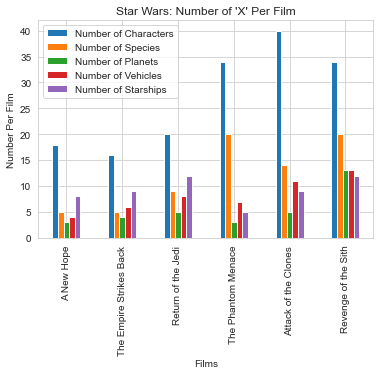 Star Wars: Number of 'X' Per Film
Number of Characters
Number of Species
Number of Planets
Number of Vehicles
Number of Starships
Number Per Film
40
35
30
25
20
15
10
5
0
A New Hope
The Empire Strikes Back
Return of the Jedi
The Phantom Menace
Attack of the Clones
Revenge of the Sith
Films